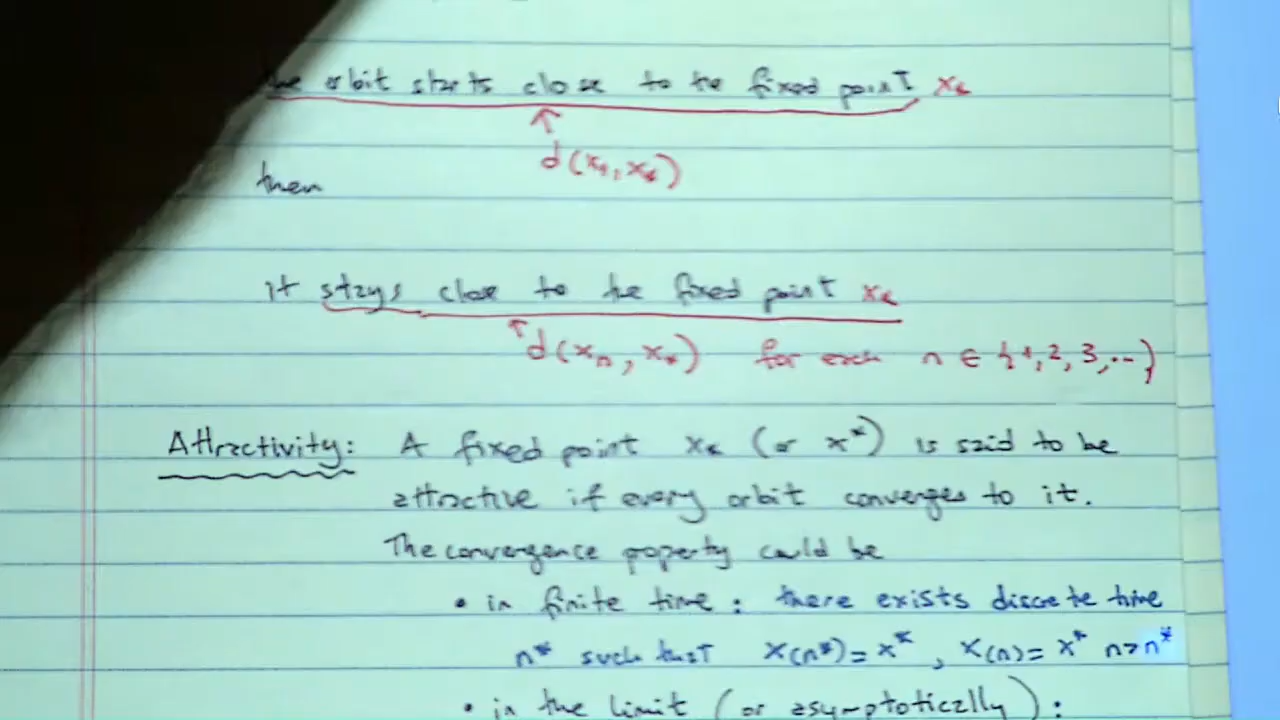 the orbit starts close to the fixed point x*
↑
d(x1, x*)
then
it stays close to the fixed point x*
↑
d(xn, x*) for each n ∈ {1, 2, 3, ...}
Attractivity: A fixed point x* (or x*) is said to be
attractive if every orbit converges to it.
The convergence property could be
• in finite time: there exists discrete time
n* such that x(n*) = x*, x(n) = x* n > n*
• in the limit (or asymptotically):